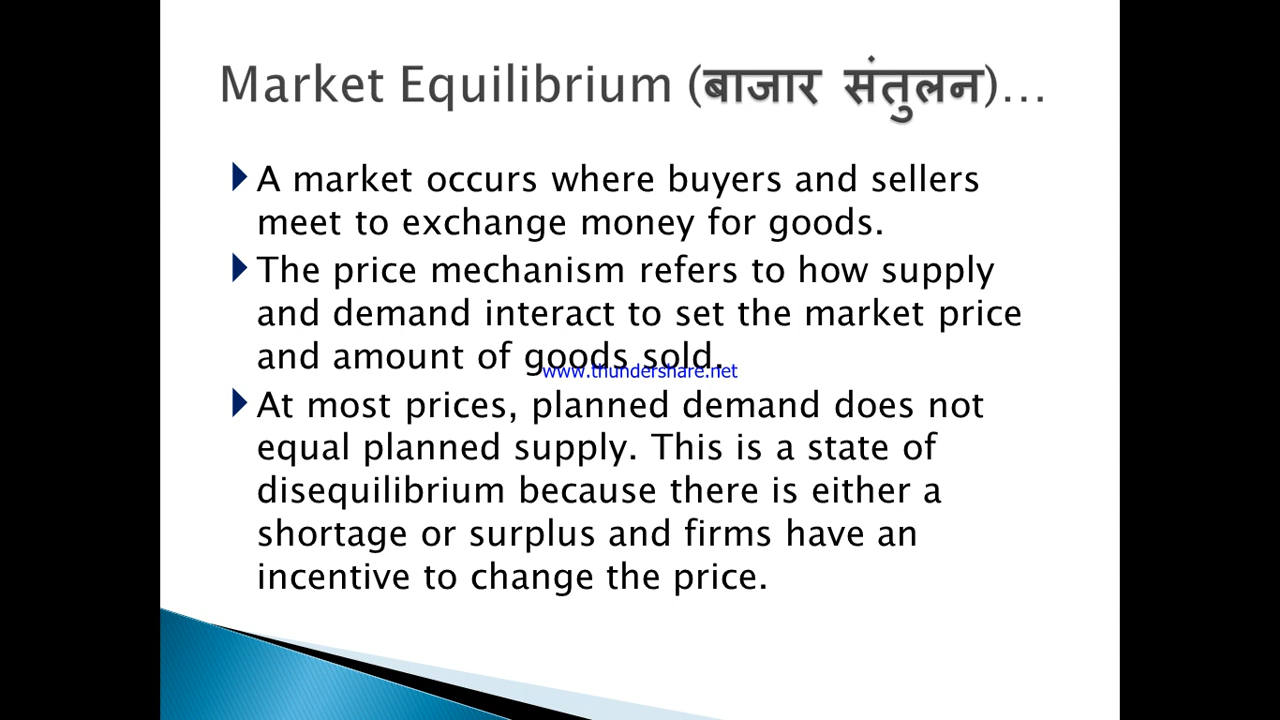 Market Equilibrium (बाजार संतुलन)...
A market occurs where buyers and sellers
meet to exchange money for goods.
The price mechanism refers to how supply
and demand interact to set the market price
and amount of goods sold.
www.thundershare.net
At most prices, planned demand does not
equal planned supply. This is a state of
disequilibrium because there is either a
shortage or surplus and firms have an
incentive to change the price.